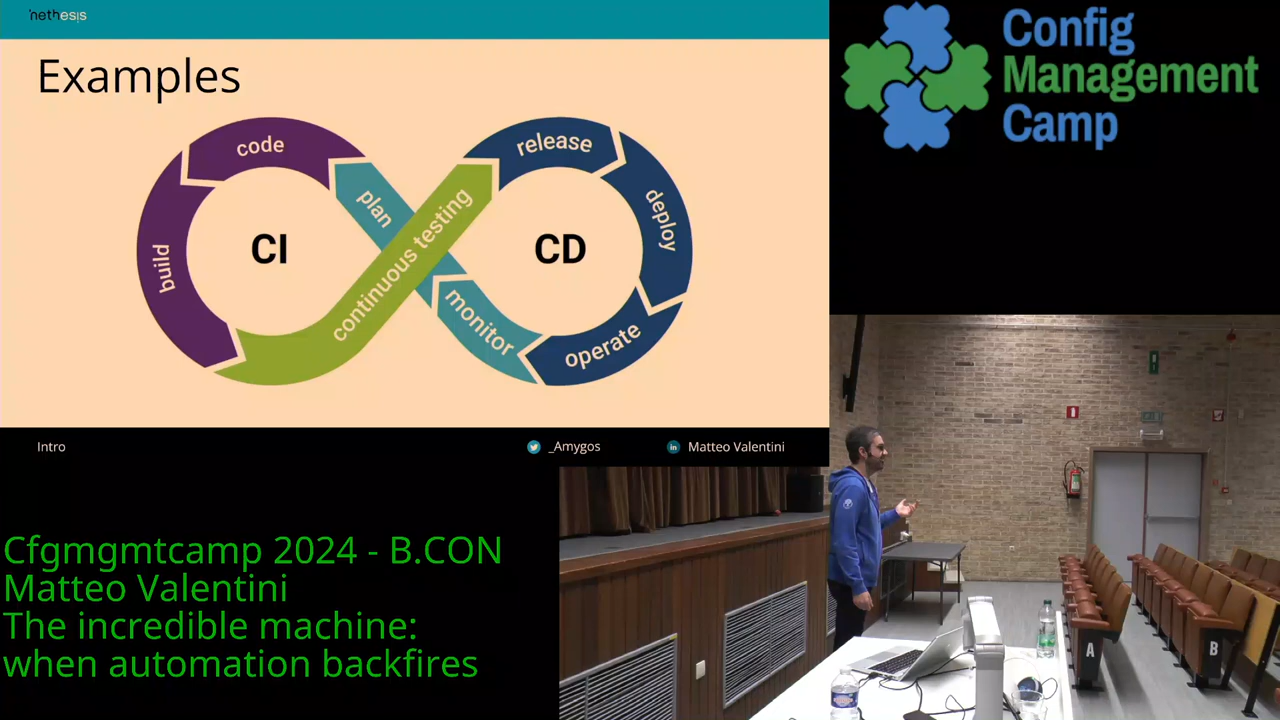 nethesis
Examples
code
build
plan
continuous testing
CI
release
deploy
operate
monitor
CD
Intro
_Amygos
in
Matteo Valentini
Config
Management
Camp
Cfgmgmtcamp 2024 - B.CON
Matteo Valentini
The incredible machine:
when automation backfires
A
B